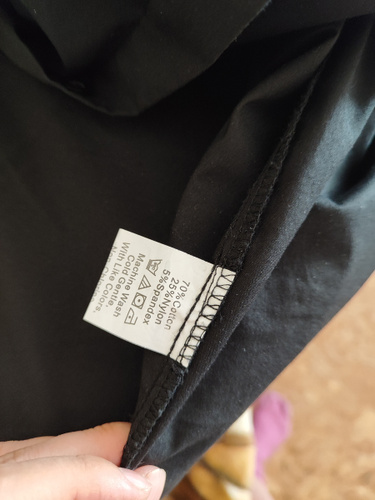 70%Cotton
25%Nylon
5%Spandex
Machine Wash
Cold Gentle
With Like Colors,